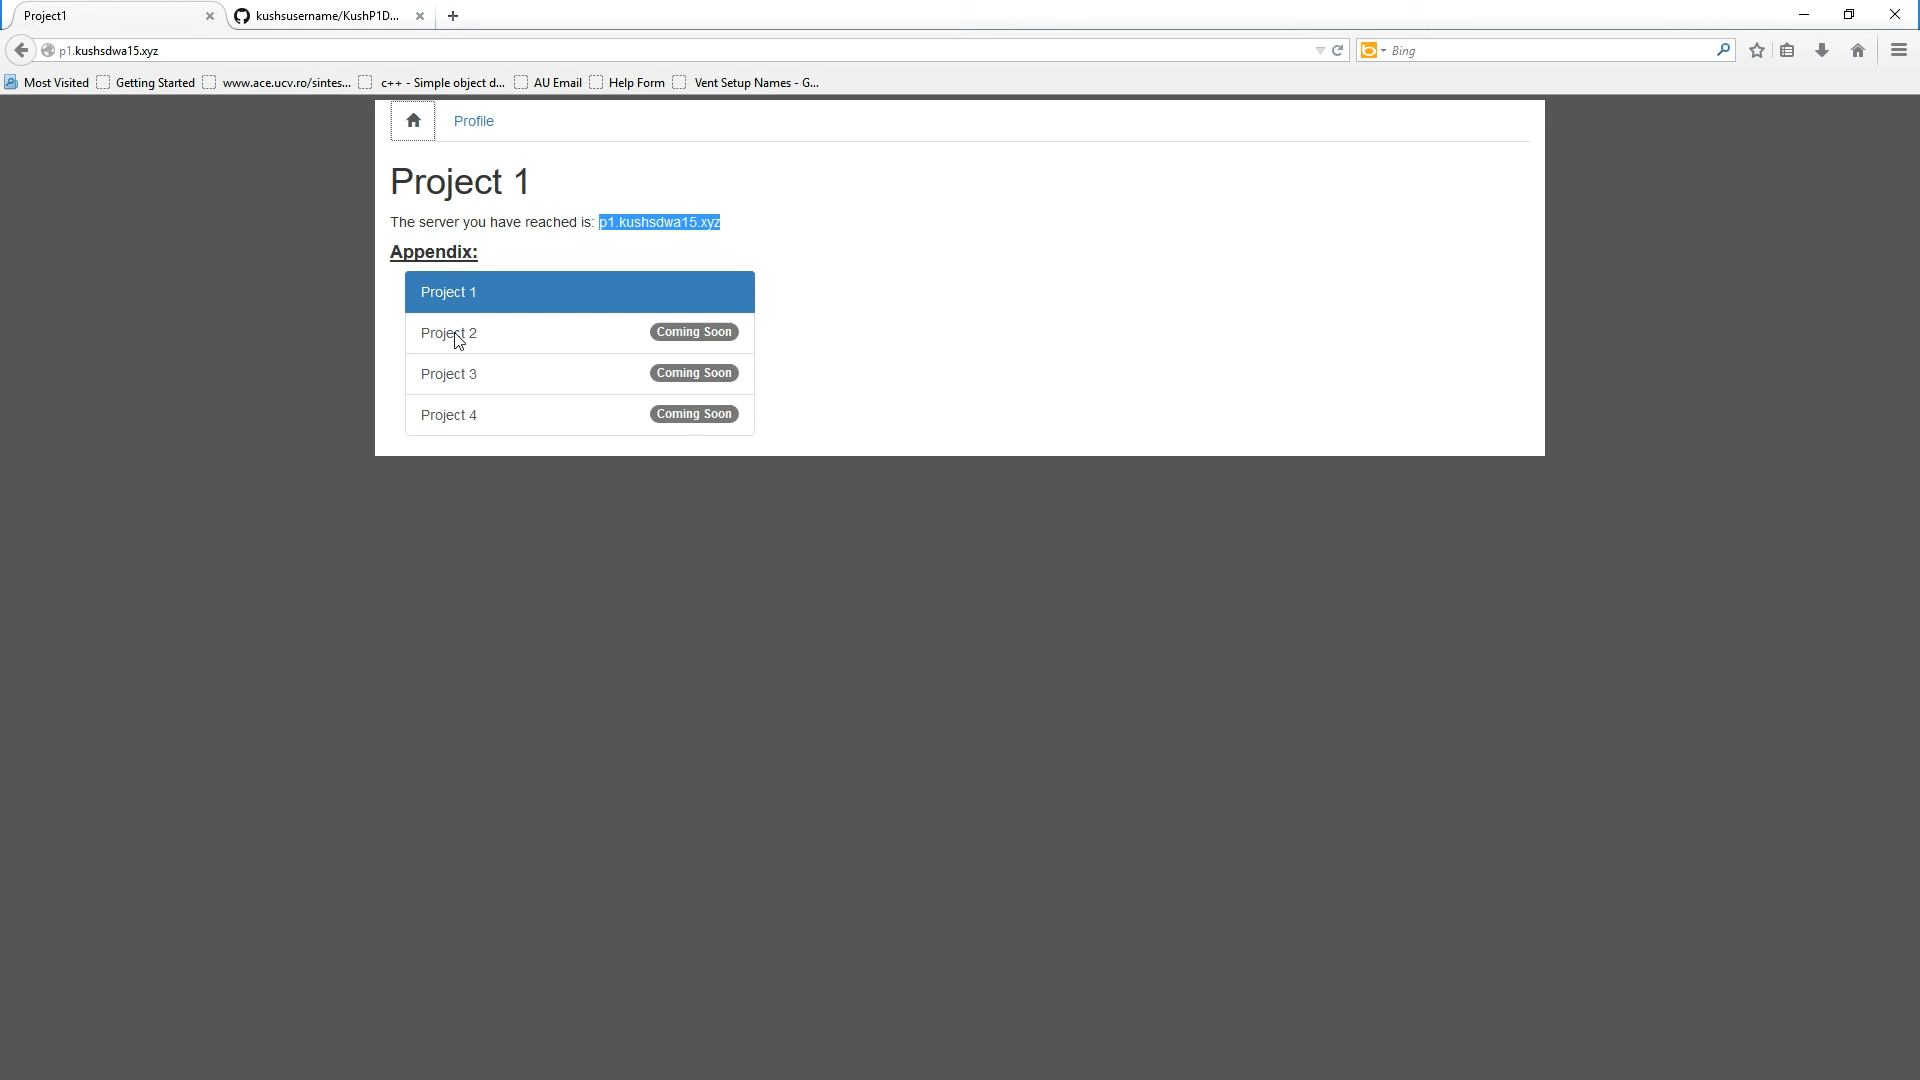 Project1
kushsusername/KushP1D...
p1.kushsdwa15.xyz
Bing
Most Visited
Getting Started
www.ace.ucv.ro/sintes...
c++ - Simple object d...
AU Email
Help Form
Vent Setup Names - G...
Profile
Project 1
The server you have reached is: p1.kushsdwa15.xyz
Appendix:
Project 1
Project 2 Coming Soon
Project 3 Coming Soon
Project 4 Coming Soon